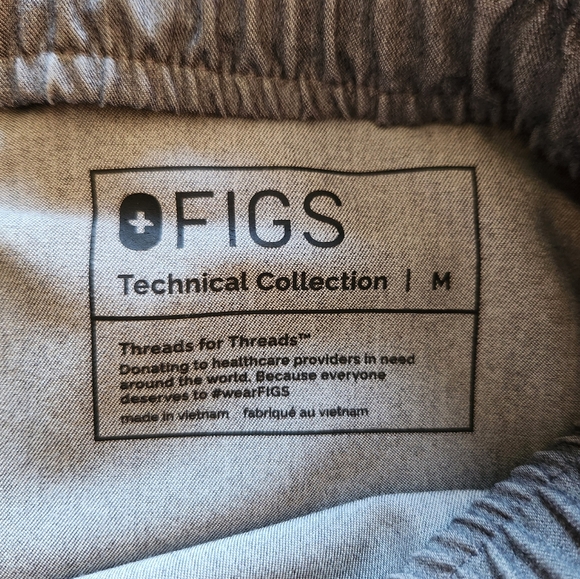 FIGS
Technical Collection | M
Threads for Threads™
Donating to healthcare providers in need
around the world. Because everyone
deserves to #wearFIGS
made in vietnam fabriqué au vietnam